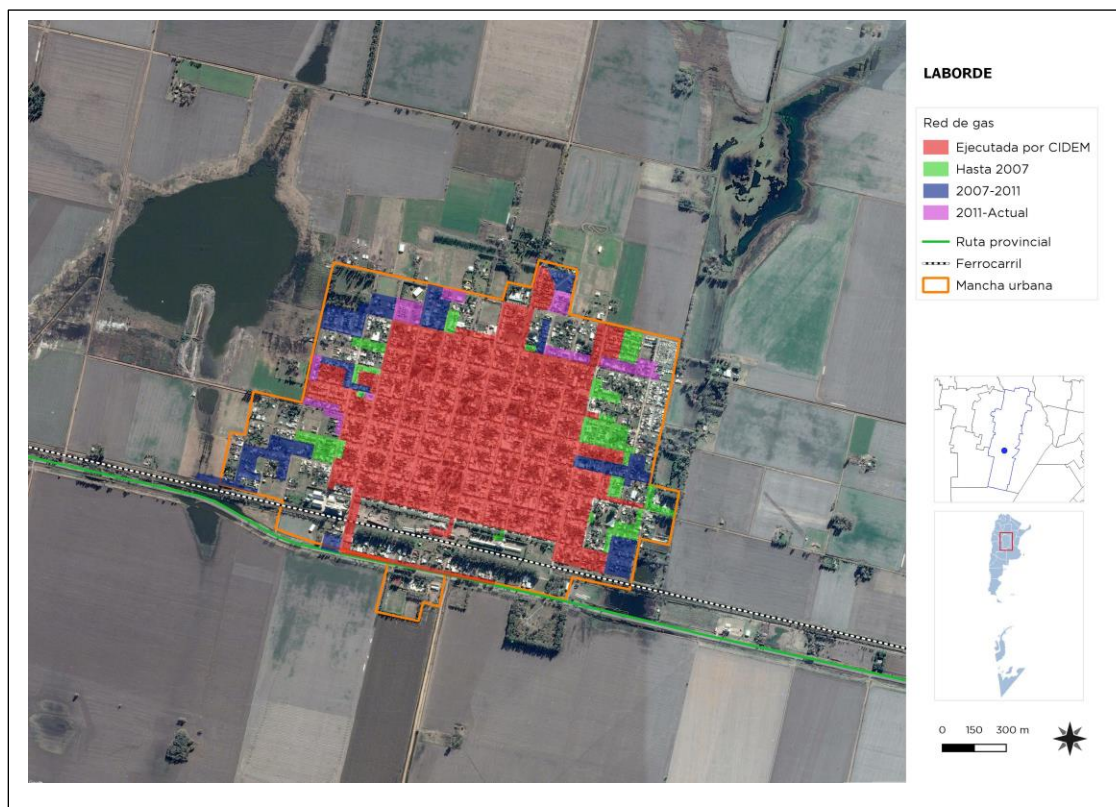 LABORDE
Red de gas
Ejecutada por CIDEM
Hasta 2007
2007-2011
2011-Actual
Ruta provincial
Ferrocarril
Mancha urbana
0 150 300 m